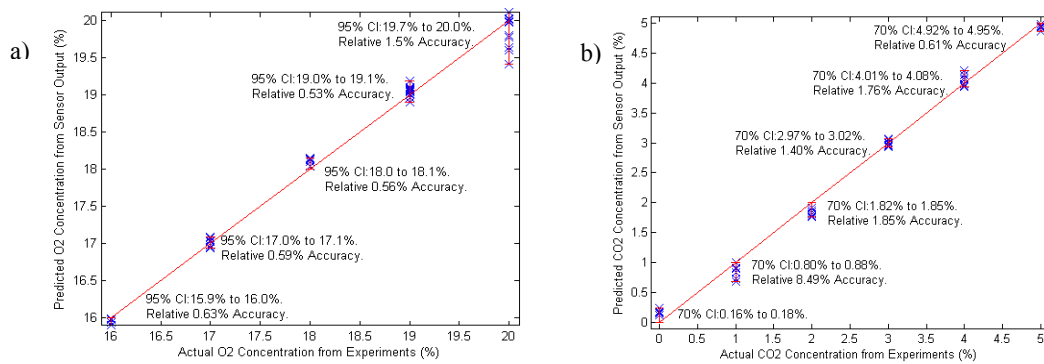 a)
Predicted O2 Concentration from Sensor Output (%)
20
19.5
19
18.5
18
17.5
17
16.5
16
95% CI:19.7% to 20.0%.
Relative 1.5% Accuracy.
95% CI:19.0% to 19.1%.
Relative 0.53% Accuracy.
95% CI:18.0 to 18.1%.
Relative 0.56% Accuracy.
95% CI:17.0% to 17.1%.
Relative 0.59% Accuracy.
95% CI:15.9% to 16.0%.
Relative 0.63% Accuracy.
16 16.5 17 17.5 18 18.5 19 19.5 20
Actual O2 Concentration from Experiments (%)
b)
Predicted CO2 Concentration from Sensor Output (%)
5
4.5
4
3.5
3
2.5
2
1.5
1
0.5
0
70% CI:4.92% to 4.95%.
Relative 0.61% Accuracy.
70% CI:4.01% to 4.08%.
Relative 1.76% Accuracy.
70% CI:2.97% to 3.02%.
Relative 1.40% Accuracy.
70% CI:1.82% to 1.85%.
Relative 1.85% Accuracy.
70% CI:0.80% to 0.88%.
Relative 8.49% Accuracy.
70% CI:0.16% to 0.18%.
0 0.5 1 1.5 2 2.5 3 3.5 4 4.5 5
Actual CO2 Concentration from Experiments (%)